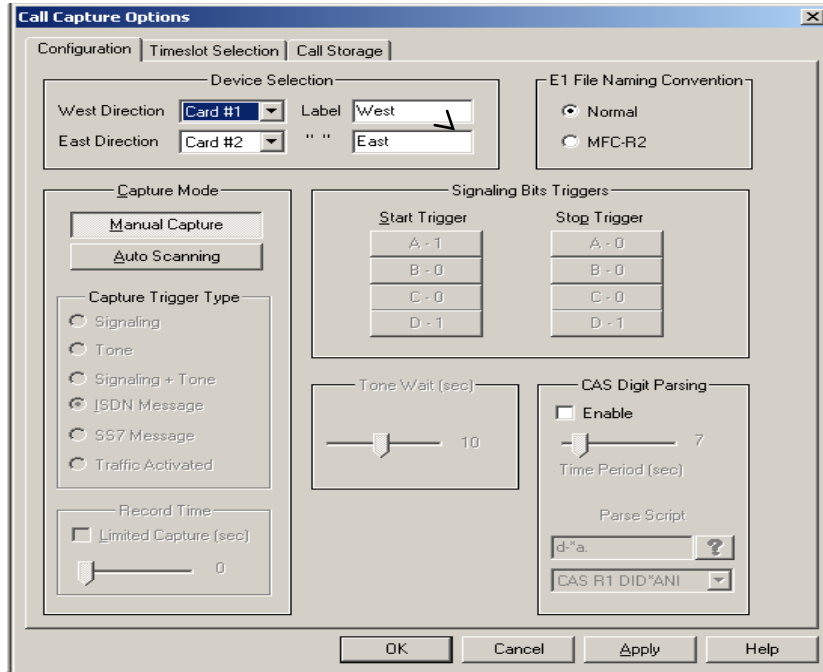 Call Capture Options
Configuration
Timeslot Selection
Call Storage
Device Selection
West Direction Card #1 Label West
East Direction Card #2 " " East
E1 File Naming Convention
Normal
MFC-R2
Capture Mode
Manual Capture
Auto Scanning
Capture Trigger Type
Signaling
Tone
Signaling + Tone
ISDN Message
SS7 Message
Traffic Activated
Record Time
Limited Capture (sec)
0
Signaling Bits Triggers
Start Trigger Stop Trigger
A - 1 A - 0
B - 0 B - 0
C - 0 C - 0
D - 1 D - 1
Tone Wait (sec)
10
CAS Digit Parsing
Enable
7
Time Period (sec)
Parse Script
d-*a. ?
CAS R1 DID*ANI
OK Cancel Apply Help